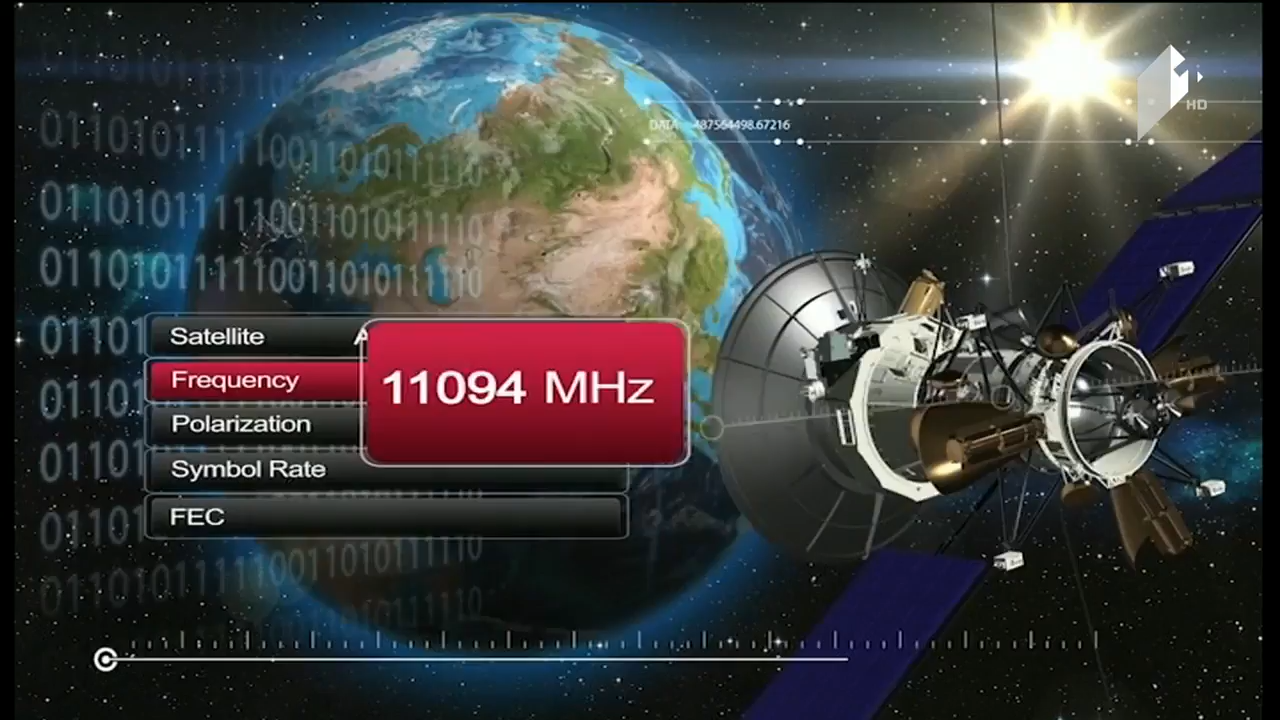 HD
DATA 487564498.67216
Satellite A
Frequency
11094 MHz
Polarization
Symbol Rate
FEC